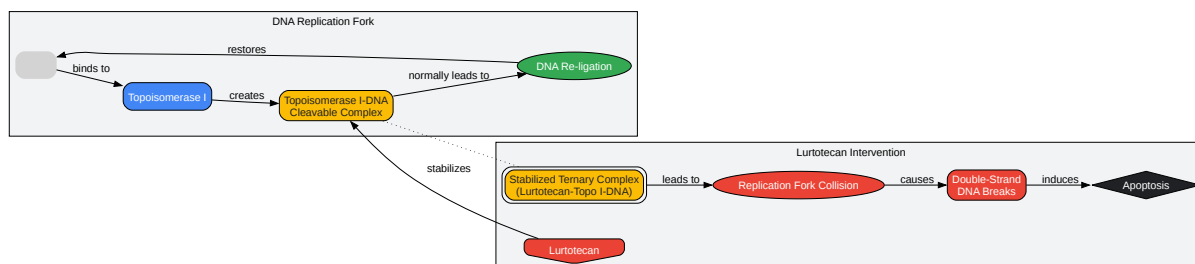 DNA Replication Fork
restores
binds to
Topoisomerase I
creates
Topoisomerase I-DNA
Cleavable Complex
normally leads to
DNA Re-ligation
stabilizes
Lurtotecan Intervention
Stabilized Ternary Complex
(Lurtotecan-Topo I-DNA)
leads to
Replication Fork Collision
causes
Double-Strand
DNA Breaks
induces
Apoptosis
Lurtotecan